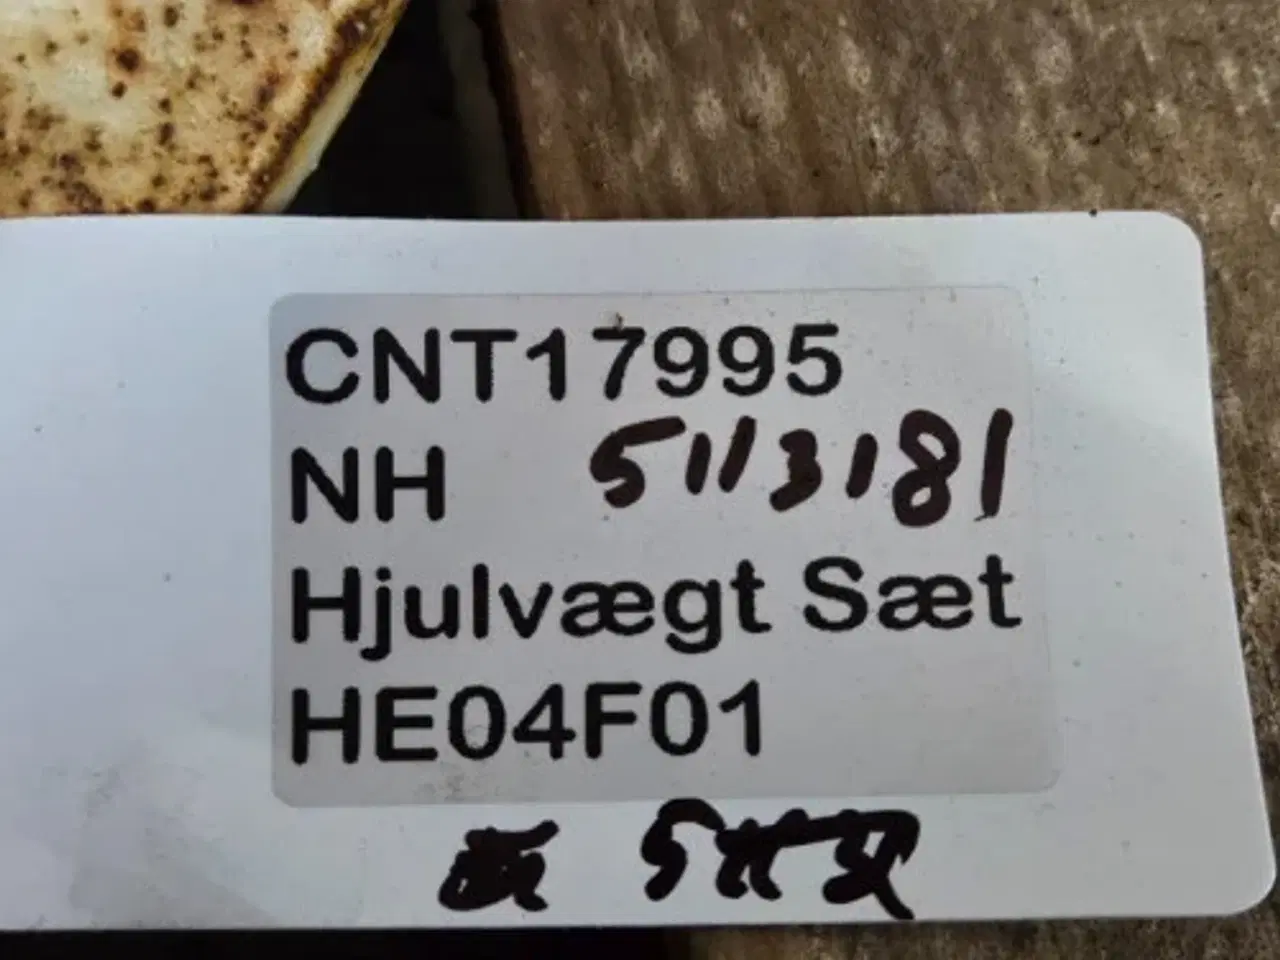 CNT17995
NH 5113181
Hjulvægt Sæt
HE04F01